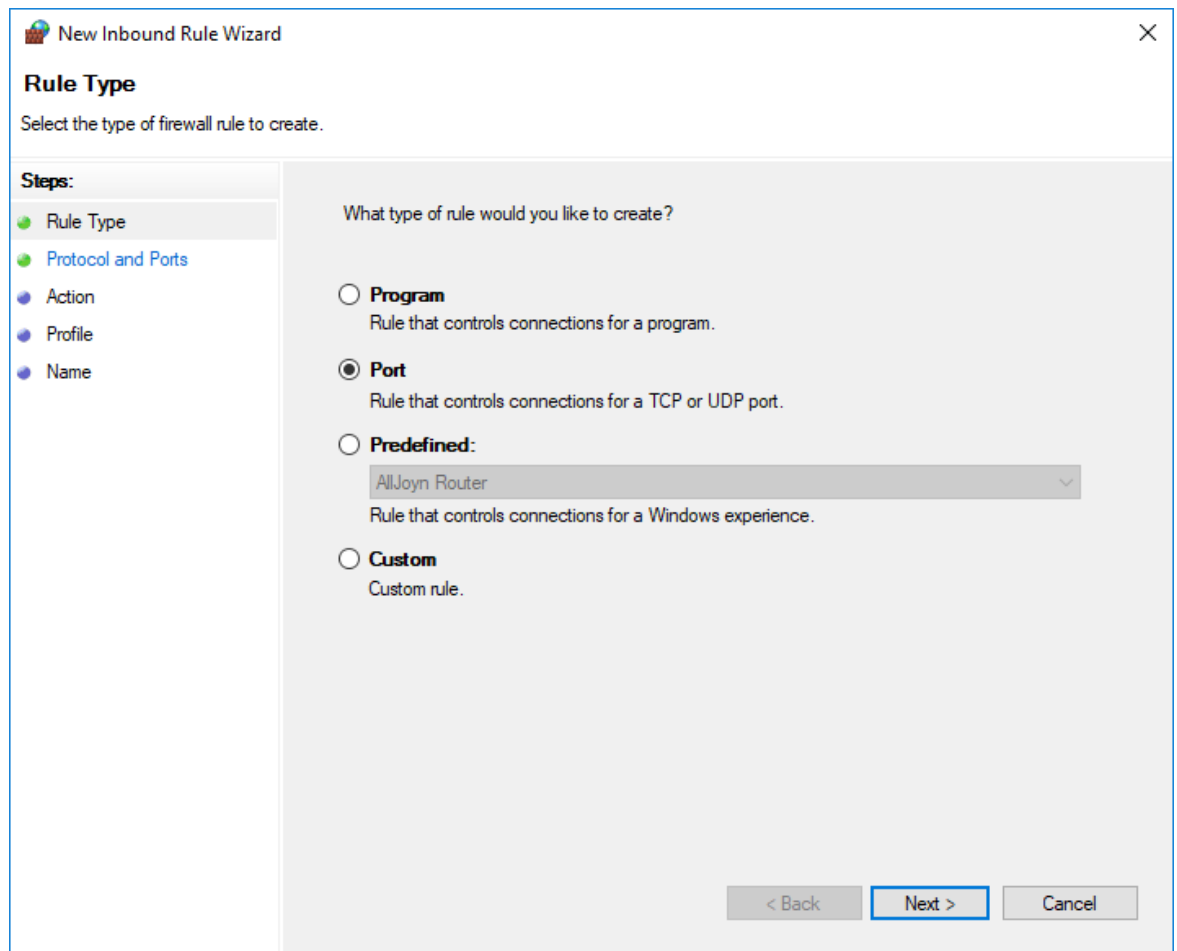 New Inbound Rule Wizard
Rule Type
Select the type of firewall rule to create.
Steps:
Rule Type
Protocol and Ports
Action
Profile
Name
What type of rule would you like to create?
Program
Rule that controls connections for a program.
Port
Rule that controls connections for a TCP or UDP port.
Predefined:
AllJoyn Router
Rule that controls connections for a Windows experience.
Custom
Custom rule.
< Back
Next >
Cancel